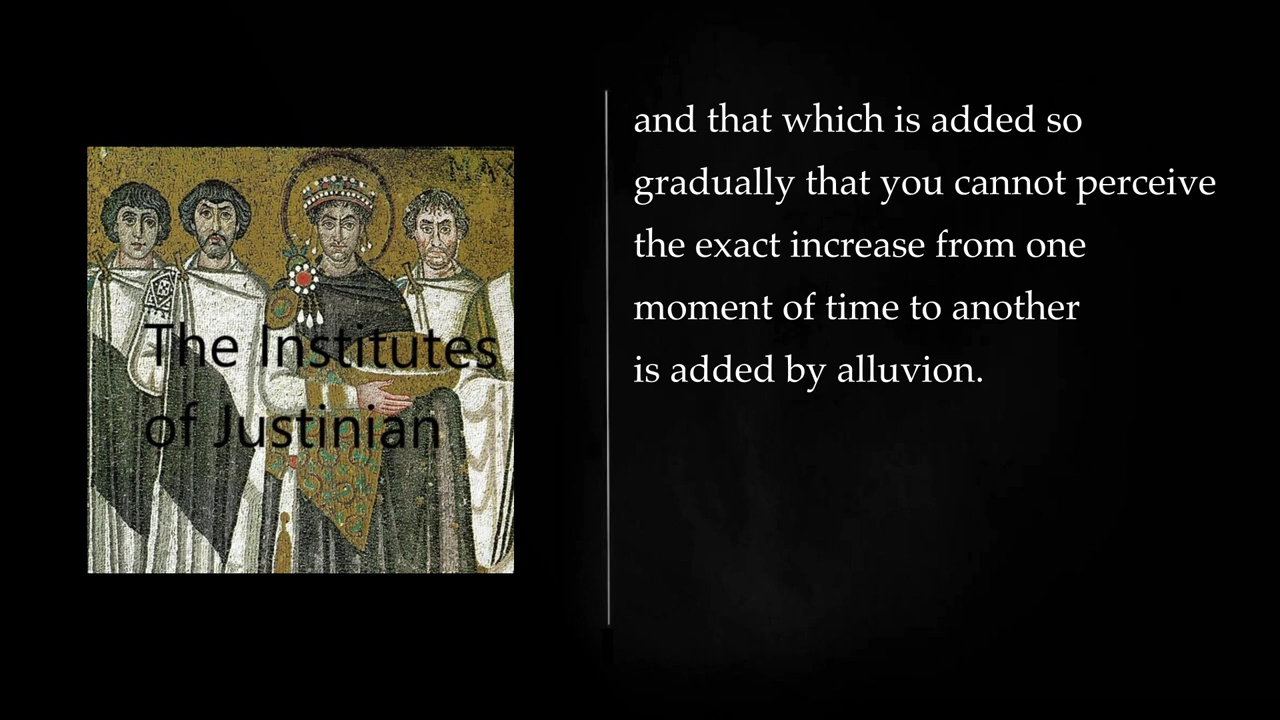 The Institutes
of Justinian
and that which is added so
gradually that you cannot perceive
the exact increase from one
moment of time to another
is added by alluvion.